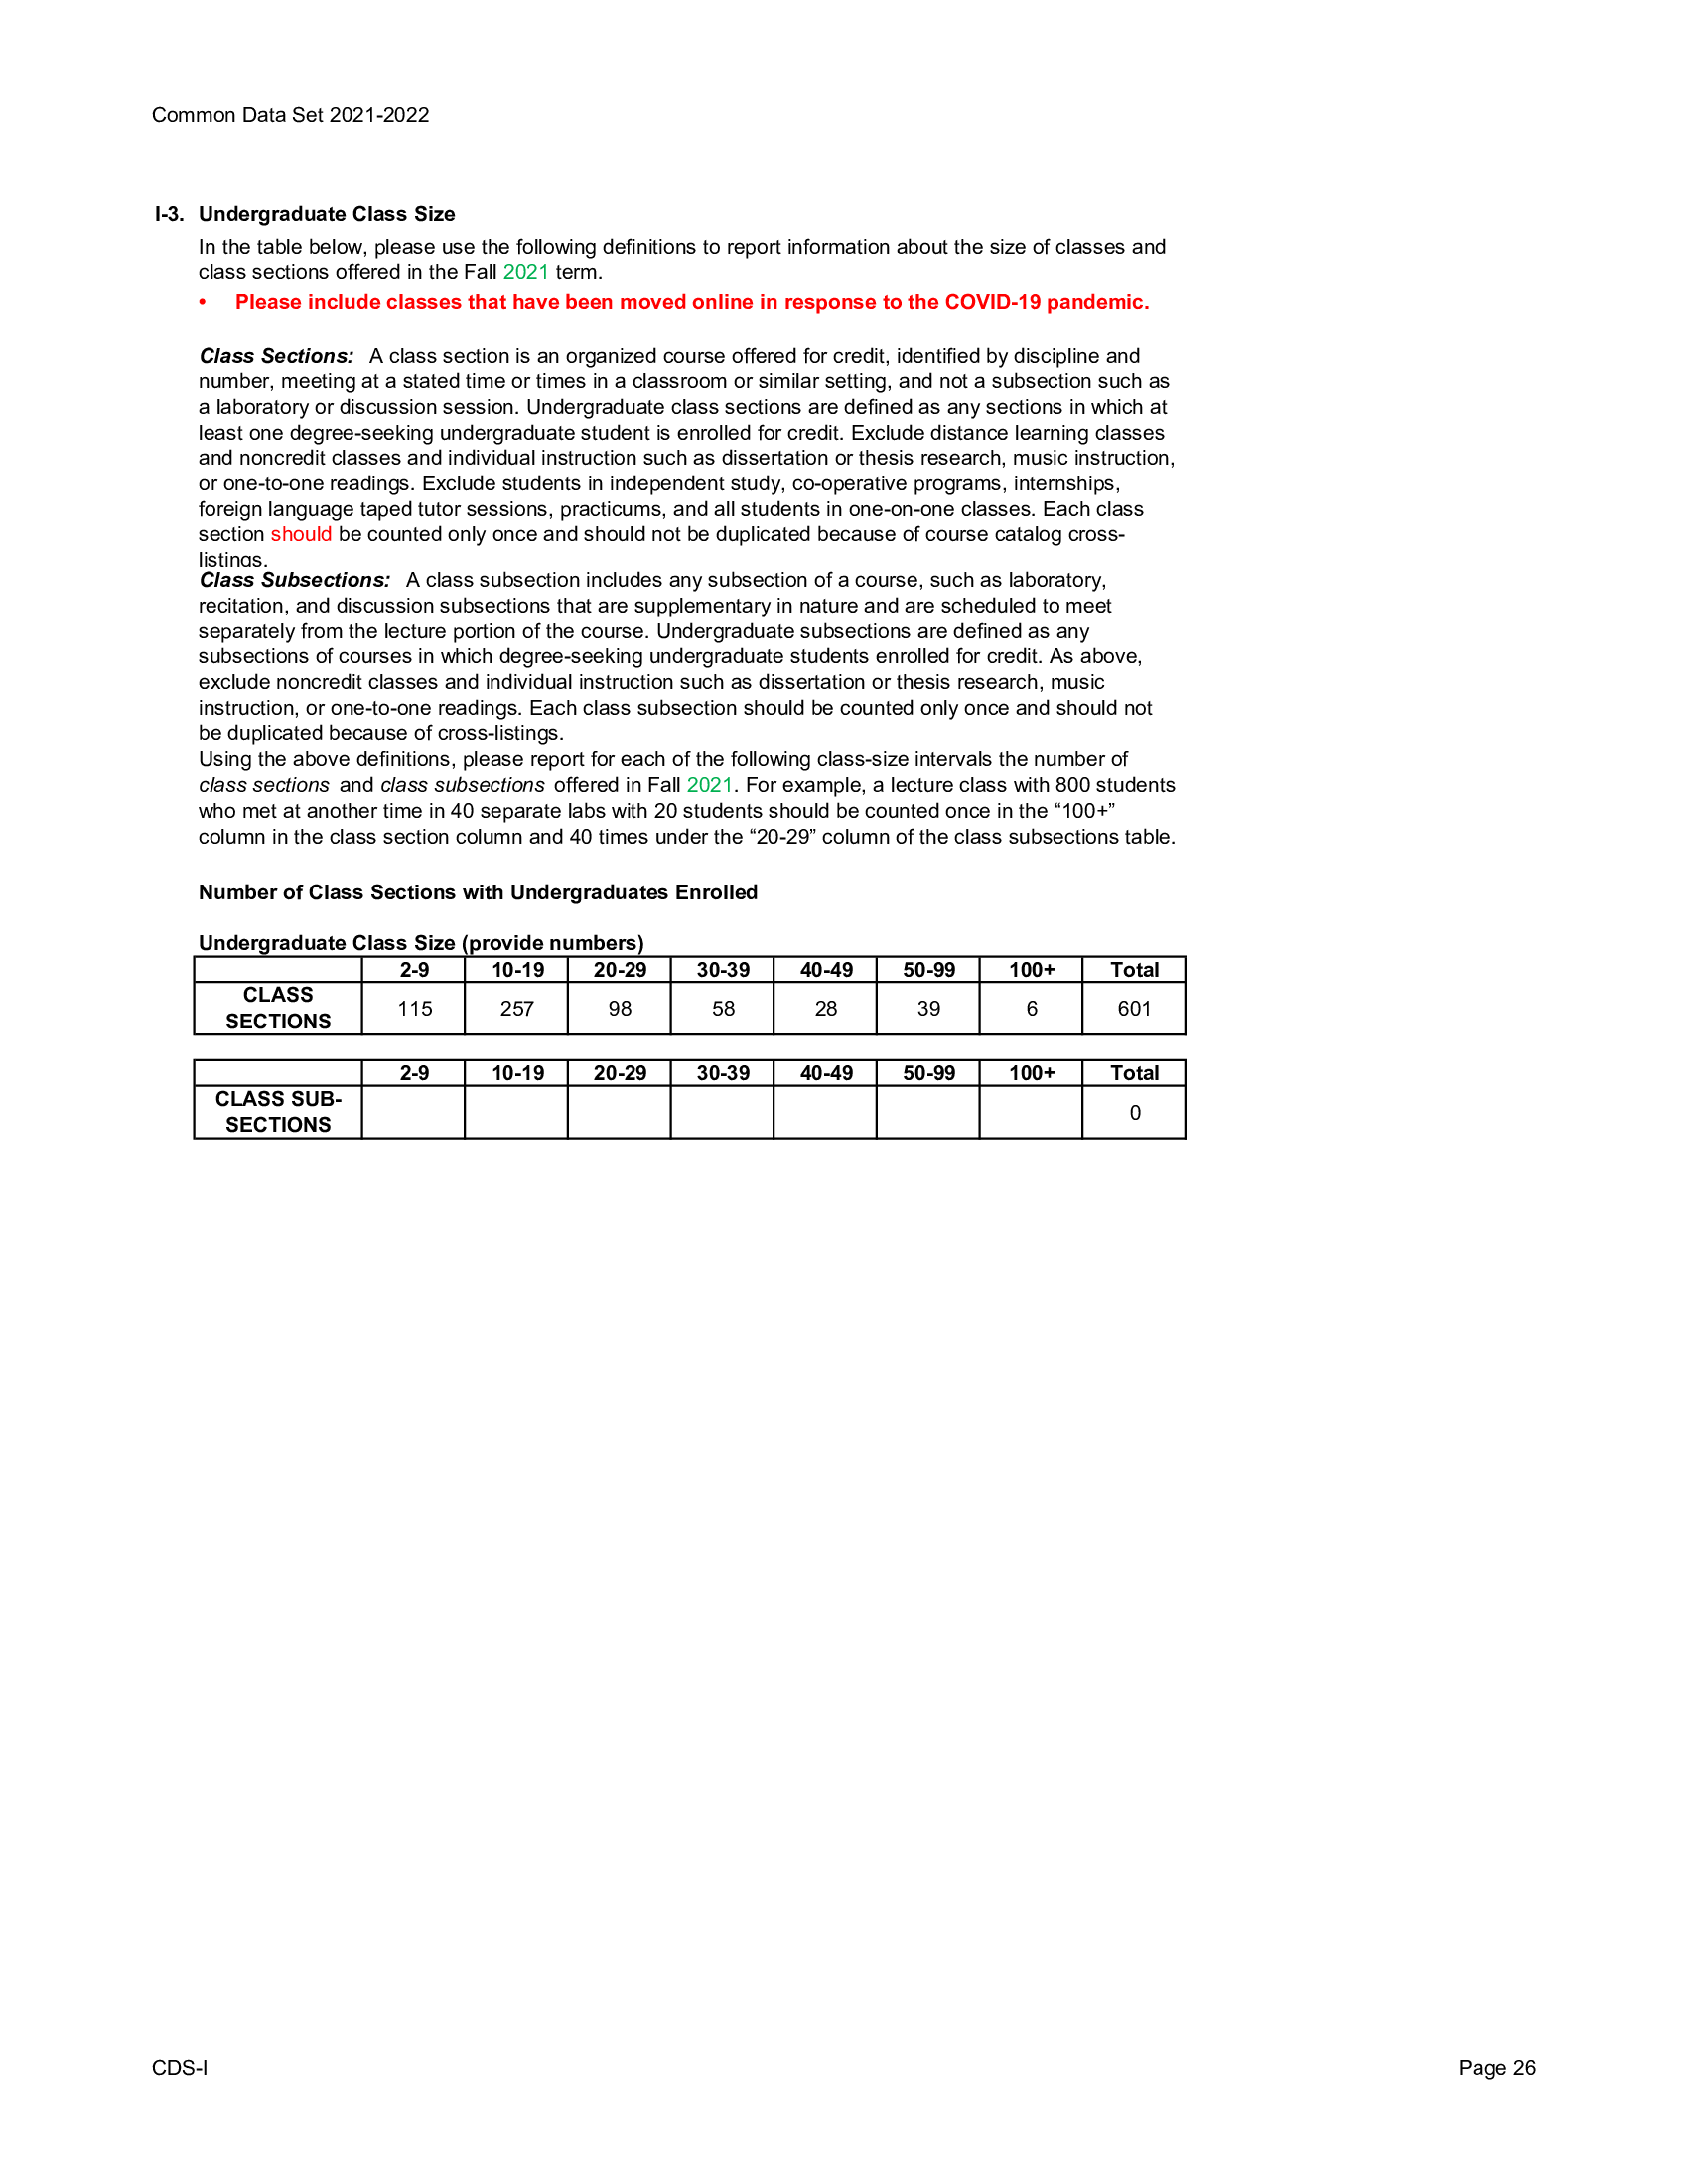 Common Data Set 2021-2022
I-3. Undergraduate Class Size
In the table below, please use the following definitions to report information about the size of classes and
class sections offered in the Fall 2021 term.
• Please include classes that have been moved online in response to the COVID-19 pandemic.
Class Sections: A class section is an organized course offered for credit, identified by discipline and
number, meeting at a stated time or times in a classroom or similar setting, and not a subsection such as
a laboratory or discussion session. Undergraduate class sections are defined as any sections in which at
least one degree-seeking undergraduate student is enrolled for credit. Exclude distance learning classes
and noncredit classes and individual instruction such as dissertation or thesis research, music instruction,
or one-to-one readings. Exclude students in independent study, co-operative programs, internships,
foreign language taped tutor sessions, practicums, and all students in one-on-one classes. Each class
section should be counted only once and should not be duplicated because of course catalog cross-
listings.
Class Subsections: A class subsection includes any subsection of a course, such as laboratory,
recitation, and discussion subsections that are supplementary in nature and are scheduled to meet
separately from the lecture portion of the course. Undergraduate subsections are defined as any
subsections of courses in which degree-seeking undergraduate students enrolled for credit. As above,
exclude noncredit classes and individual instruction such as dissertation or thesis research, music
instruction, or one-to-one readings. Each class subsection should be counted only once and should not
be duplicated because of cross-listings.
Using the above definitions, please report for each of the following class-size intervals the number of
class sections and class subsections offered in Fall 2021. For example, a lecture class with 800 students
who met at another time in 40 separate labs with 20 students should be counted once in the “100+”
column in the class section column and 40 times under the “20-29” column of the class subsections table.
Number of Class Sections with Undergraduates Enrolled
Undergraduate Class Size (provide numbers)
2-9 10-19 20-29 30-39 40-49 50-99 100+ Total
CLASS
SECTIONS 115 257 98 58 28 39 6 601
2-9 10-19 20-29 30-39 40-49 50-99 100+ Total
CLASS SUB-
SECTIONS 0
CDS-I Page 26